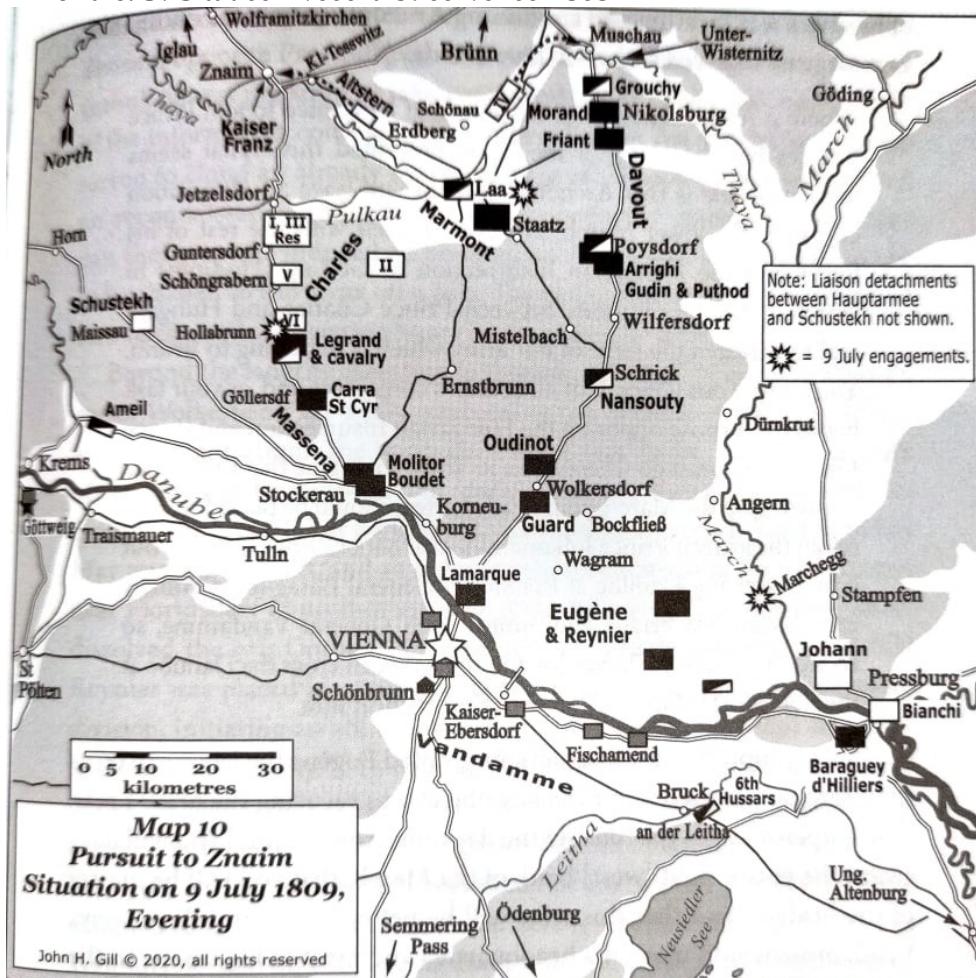 Wolframitzkirchen
Iglau
Kl-Tesswitz
Brünn
Muschau
Unter-
Wisternitz
Znaim
Altstern
IV
Grouchy
Göding
Thaya
Schönau
Morand
Nikolsburg
Erdberg
Friant
March
North
Kaiser
Franz
Davout
Thaya
Jetzelsdorf
Laa
Pulkau
Marmont
Staatz
Horn
I, III
Res
Guntersdorf
Charles
II
Poysdorf
Arrighi
Gudin & Puthod
Note: Liaison detachments
between Hauptarmee
and Schustekh not shown.
= 9 July engagements.
V
Schöngrabern
Schustekh
Maissau
VI
Hollabrunn
Legrand
& cavalry
Mistelbach
Wilfersdorf
Göllersdf
Carra
St Cyr
Ernstbrunn
Schrick
Nansouty
Ameil
Massena
Dürnkrut
Krems
Danube
Molitor
Boudet
Oudinot
Stockerau
Wolkersdorf
Angern
Göttweig
Traismauer
Korneu-
burg
Guard
Bockfließ
March
Tulln
Wagram
Marchegg
Lamarque
Stampfen
Eugène
& Reynier
VIENNA
Johann
St
Pölten
Schönbrunn
Pressburg
Bianchi
Kaiser-
Ebersdorf
Fischamend
Vandamme
Baraguey
d'Hilliers
0 5 10 20 30
kilometres
Bruck
an der Leitha
6th
Hussars
Leitha
Ung.
Altenburg
Map 10
Pursuit to Znaim
Situation on 9 July 1809,
Evening
Ödenburg
Neusiedler
See
Semmering
Pass
John H. Gill © 2020, all rights reserved